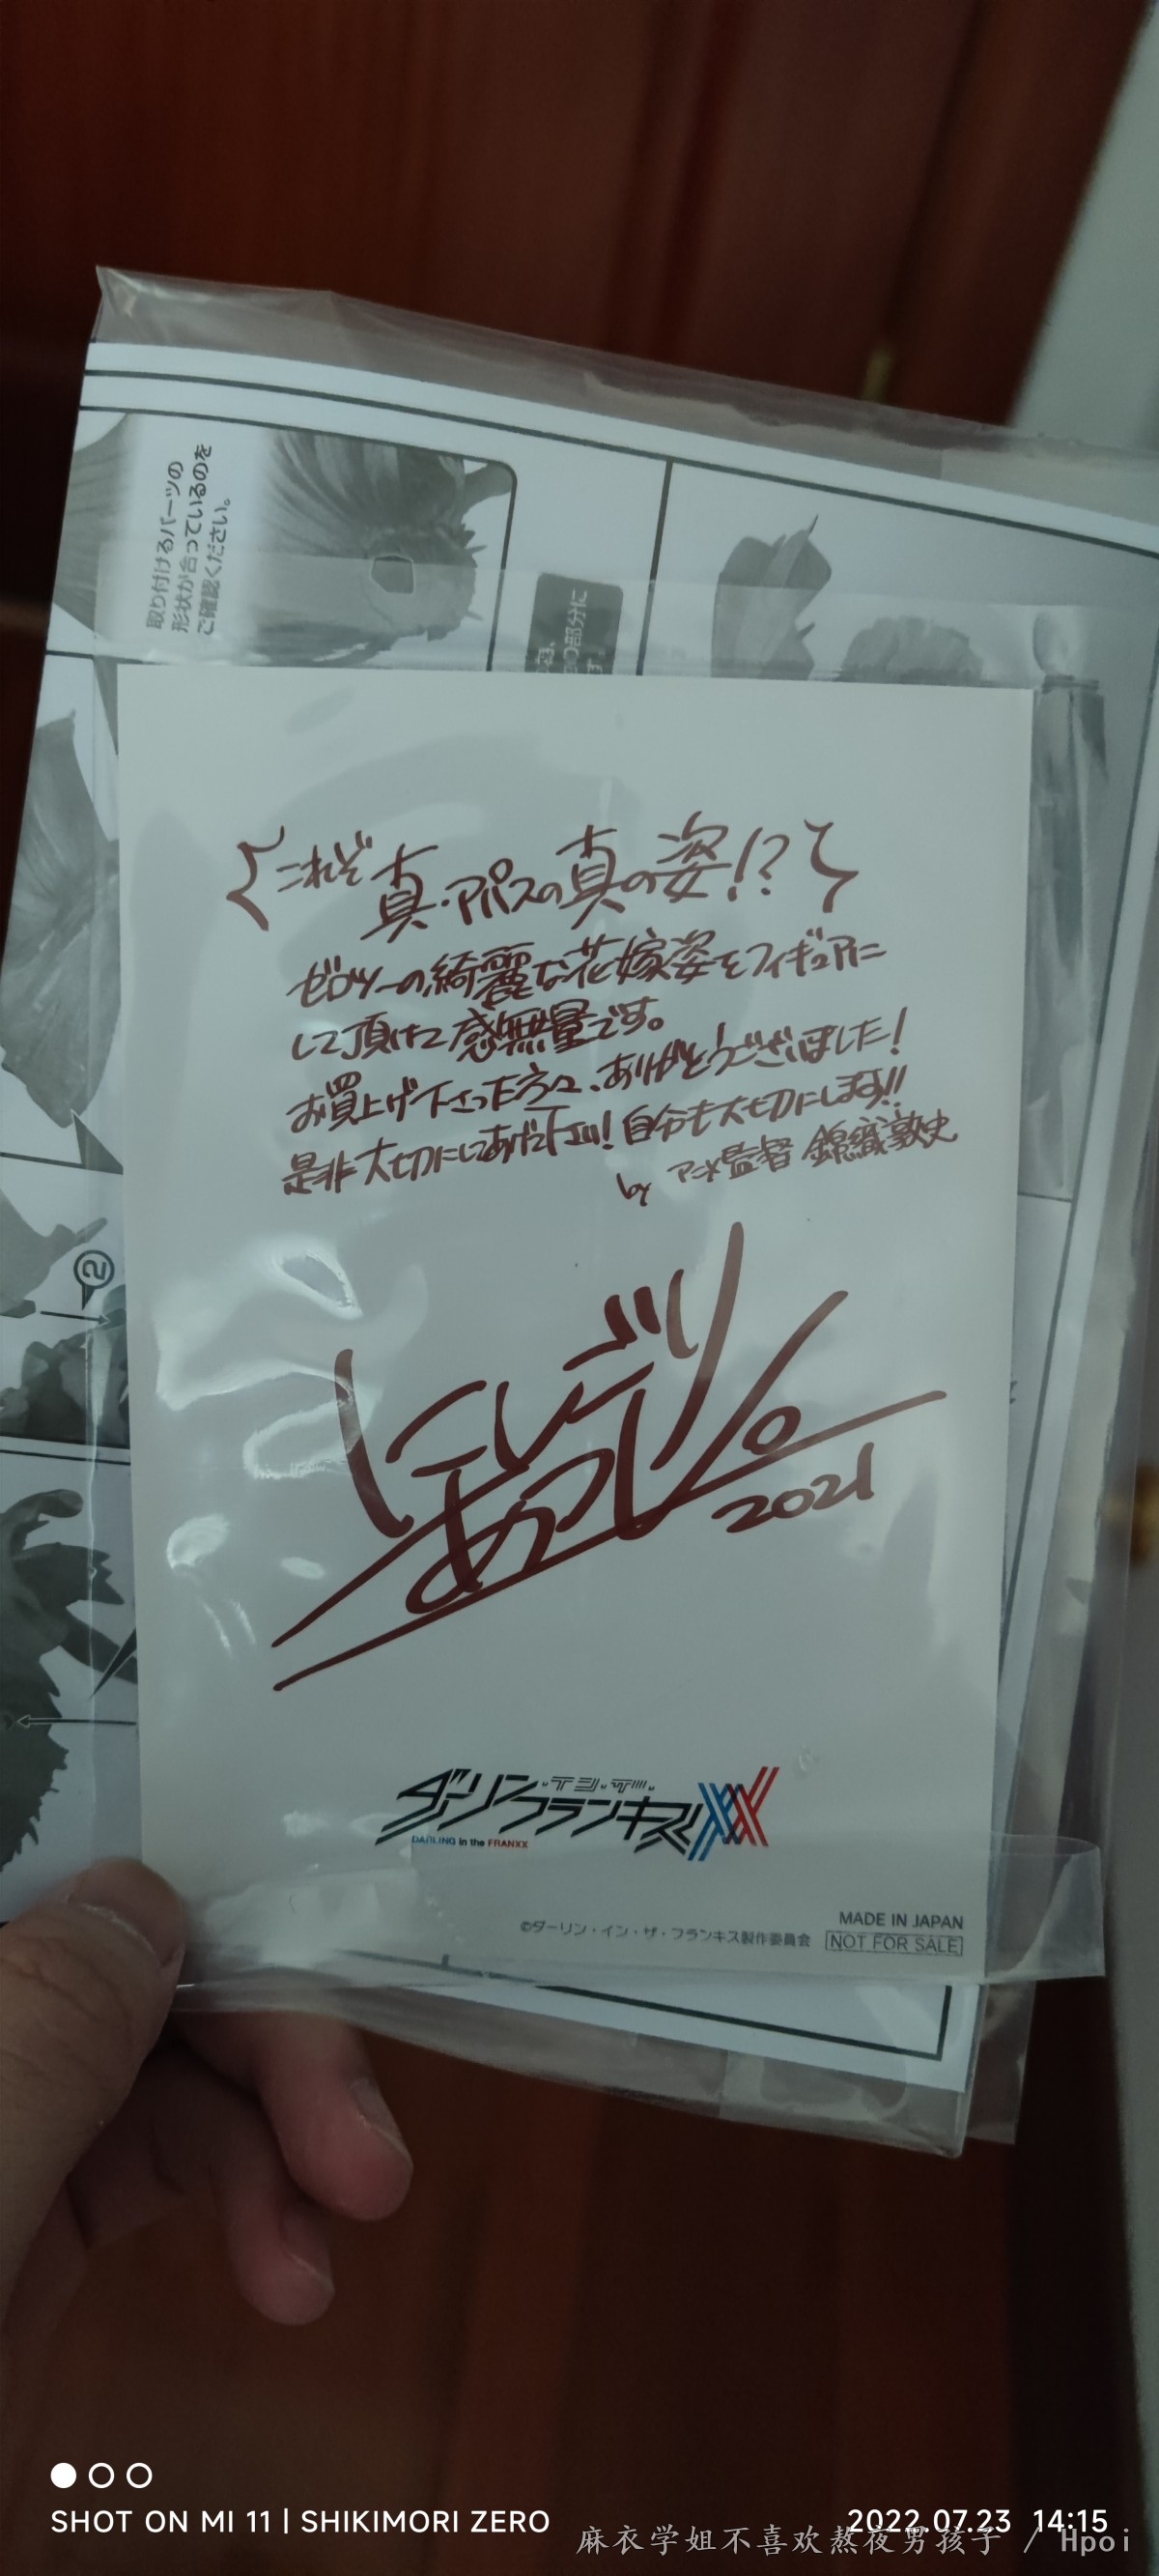 取り付けるパーツの
形状が合っているのを
ご確認ください。
部分に
これぞ真・アパスの真の姿!?
ゼロツーの綺麗な花嫁姿をフィギュアに
して頂けて感無量です。
お買上げ下さった方々、ありがとうございました!
是非大切にしてあげて下さい! 自分も大切にします!!
by アニメ監督 錦織敦史
にしごり
あつし
2021
2
ダーリン・イン・ザ・
フランキス
DARLING in the FRANXX
MADE IN JAPAN
©ダーリン・イン・ザ・フランキス製作委員会 NOT FOR SALE
SHOT ON MI 11 | SHIKIMORI ZERO
2022.07.23 14:15
麻衣学姐不喜欢熬夜男孩子 / Hpoi